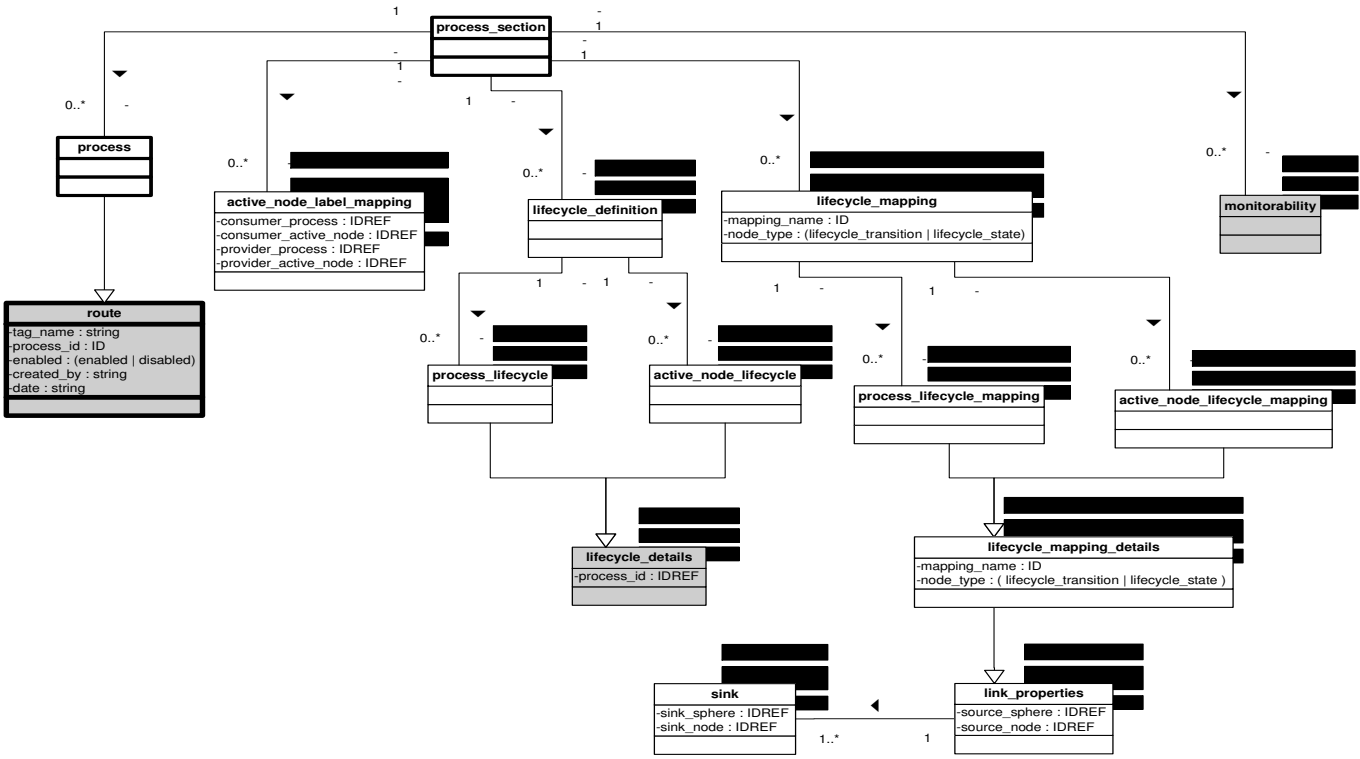 process_section
1
-
1
-
1
-
1
-
1 -
0..* -
process
0..*
-
active_node_label_mapping
-consumer_process : IDREF
-consumer_active_node : IDREF
-provider_process : IDREF
-provider_active_node : IDREF
0..* -
lifecycle_definition
0..*
lifecycle_mapping
-mapping_name : ID
-node_type : (lifecycle_transition | lifecycle_state)
0..* -
monitorability
route
-tag_name : string
-process_id : ID
-enabled : (enabled | disabled)
-created_by : string
-date : string
1 - 1 -
1 -
1 -
0..* -
process_lifecycle
0..* -
active_node_lifecycle
0..* -
process_lifecycle_mapping
0..* -
active_node_lifecycle_mapping
lifecycle_details
-process_id : IDREF
lifecycle_mapping_details
-mapping_name : ID
-node_type : ( lifecycle_transition | lifecycle_state )
sink
-sink_sphere : IDREF
-sink_node : IDREF
1..* 1
link_properties
-source_sphere : IDREF
-source_node : IDREF